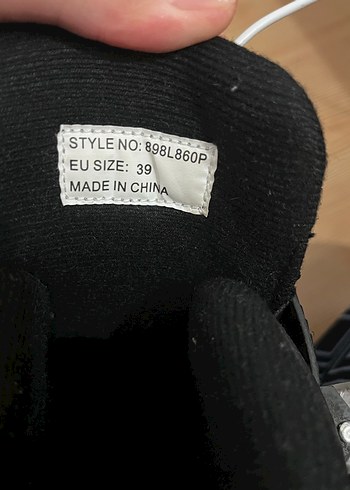 STYLE NO: 898L860P
EU SIZE: 39
MADE IN CHINA